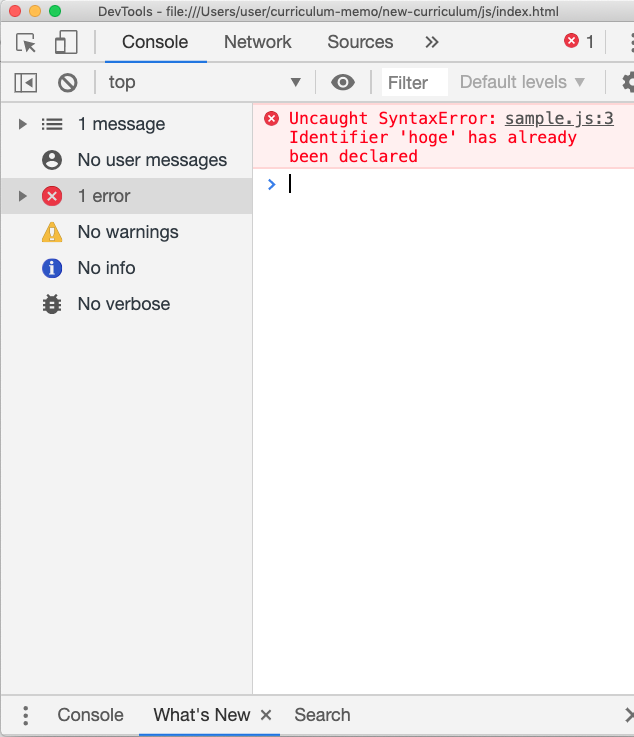 DevTools - file:///Users/user/curriculum-memo/new-curriculum/js/index.html
Console Network Sources » 1
top Filter Default levels
1 message
No user messages
1 error
No warnings
No info
No verbose
Uncaught SyntaxError: sample.js:3
Identifier 'hoge' has already
been declared
Console What's New × Search